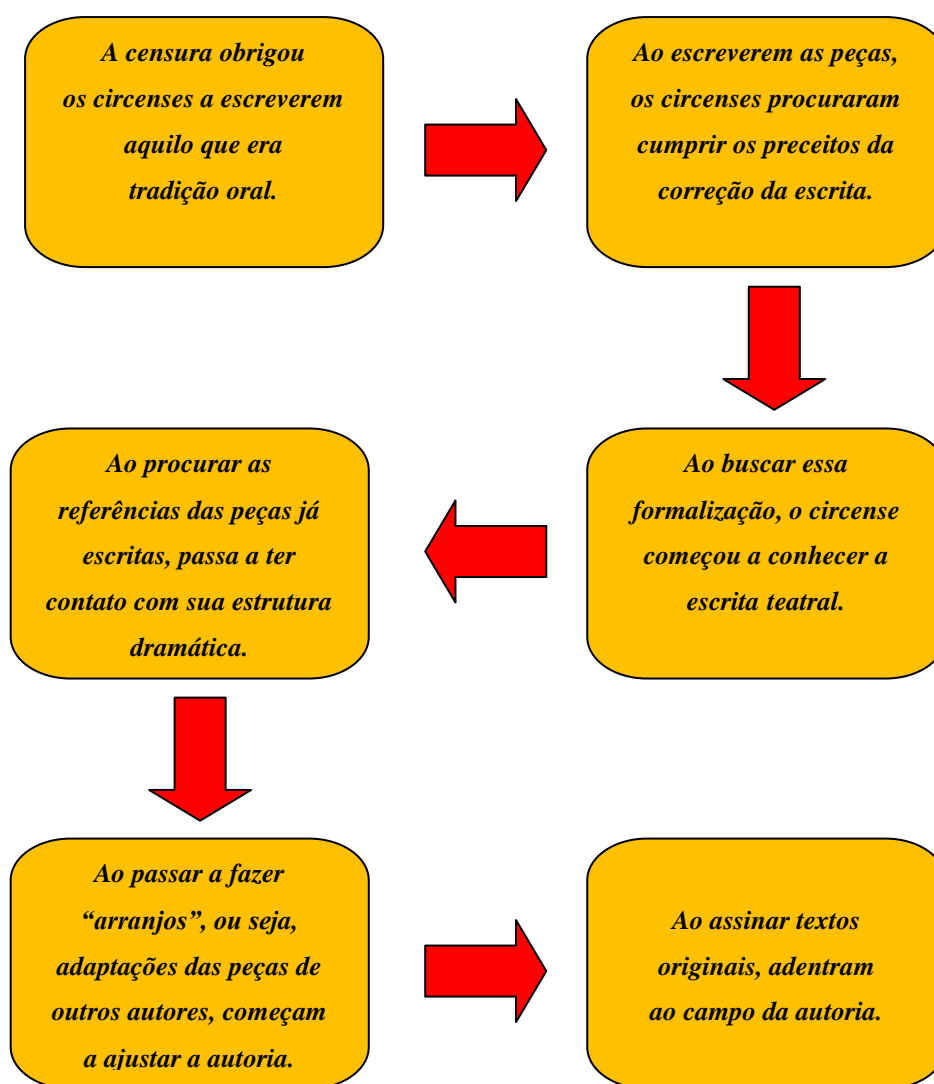 A censura obrigou
os circenses a escreverem
aquilo que era
tradição oral.
Ao escreverem as peças,
os circenses procuraram
cumprir os preceitos da
correção da escrita.
Ao buscar essa
formalização, o circense
começou a conhecer a
escrita teatral.
Ao procurar as
referências das peças já
escritas, passa a ter
contato com sua estrutura
dramática.
Ao passar a fazer
“arranjos”, ou seja,
adaptações das peças de
outros autores, começam
a ajustar a autoria.
Ao assinar textos
originais, adentram
ao campo da autoria.